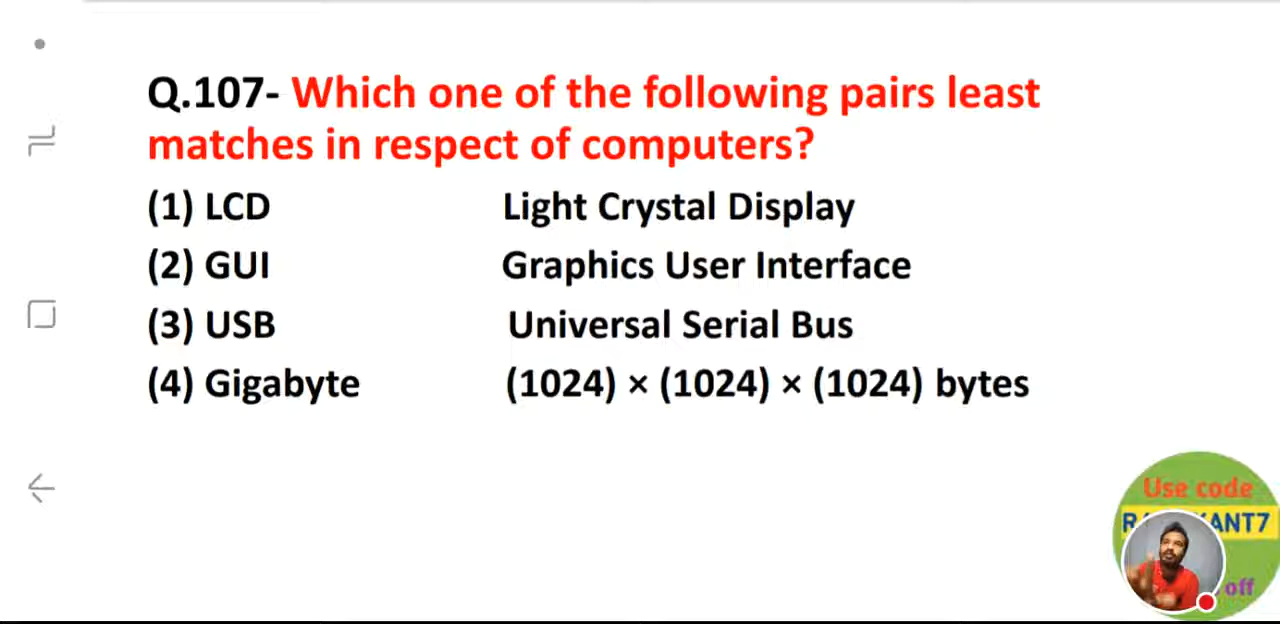 Q.107- Which one of the following pairs least
matches in respect of computers?
(1) LCD Light Crystal Display
(2) GUI Graphics User Interface
(3) USB Universal Serial Bus
(4) Gigabyte (1024) × (1024) × (1024) bytes
Use code
off